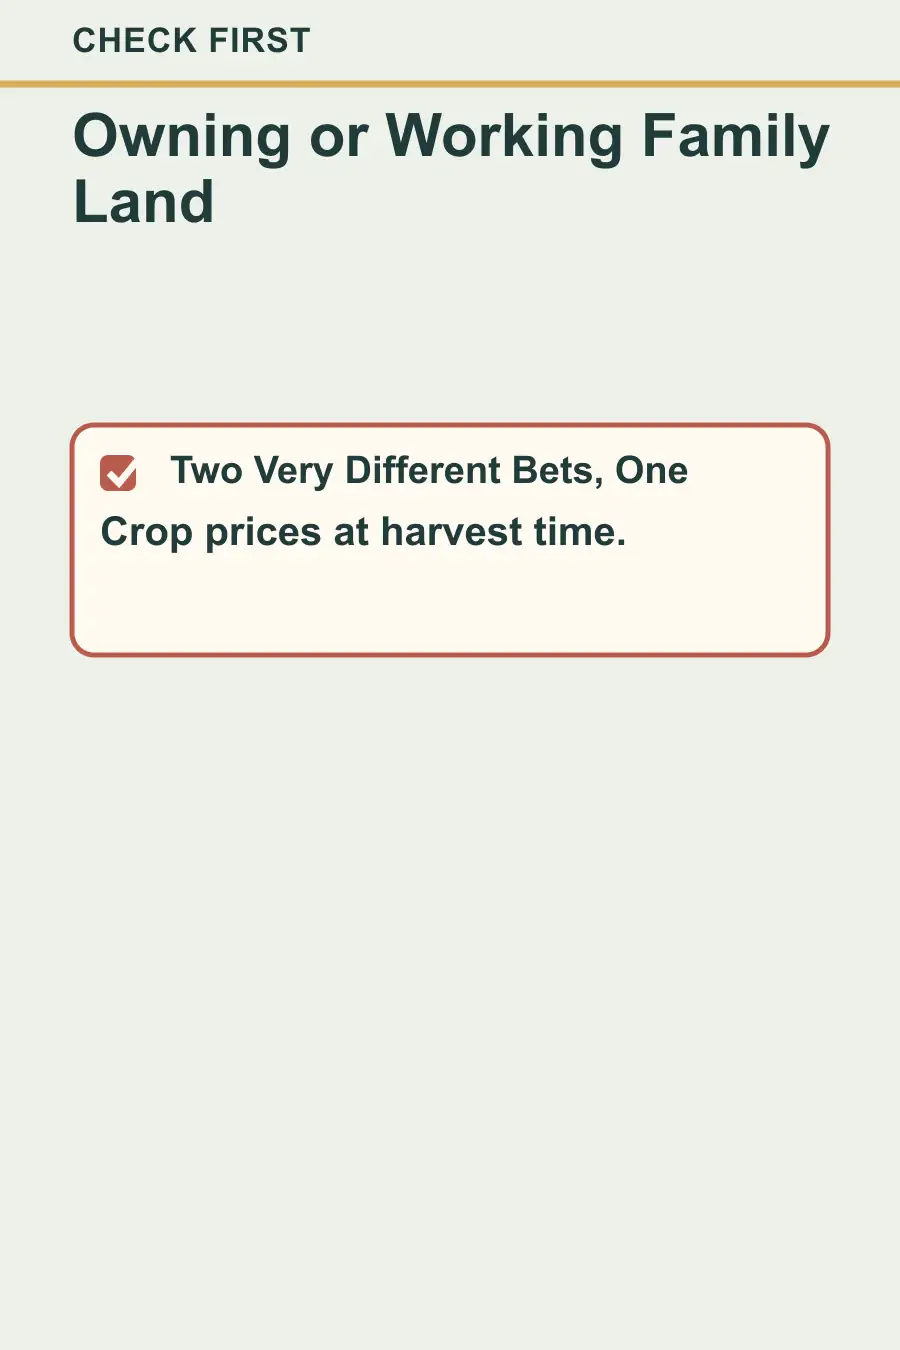 CHECK FIRST
Owning or Working Family
Land
Two Very Different Bets, One
Crop prices at harvest time.